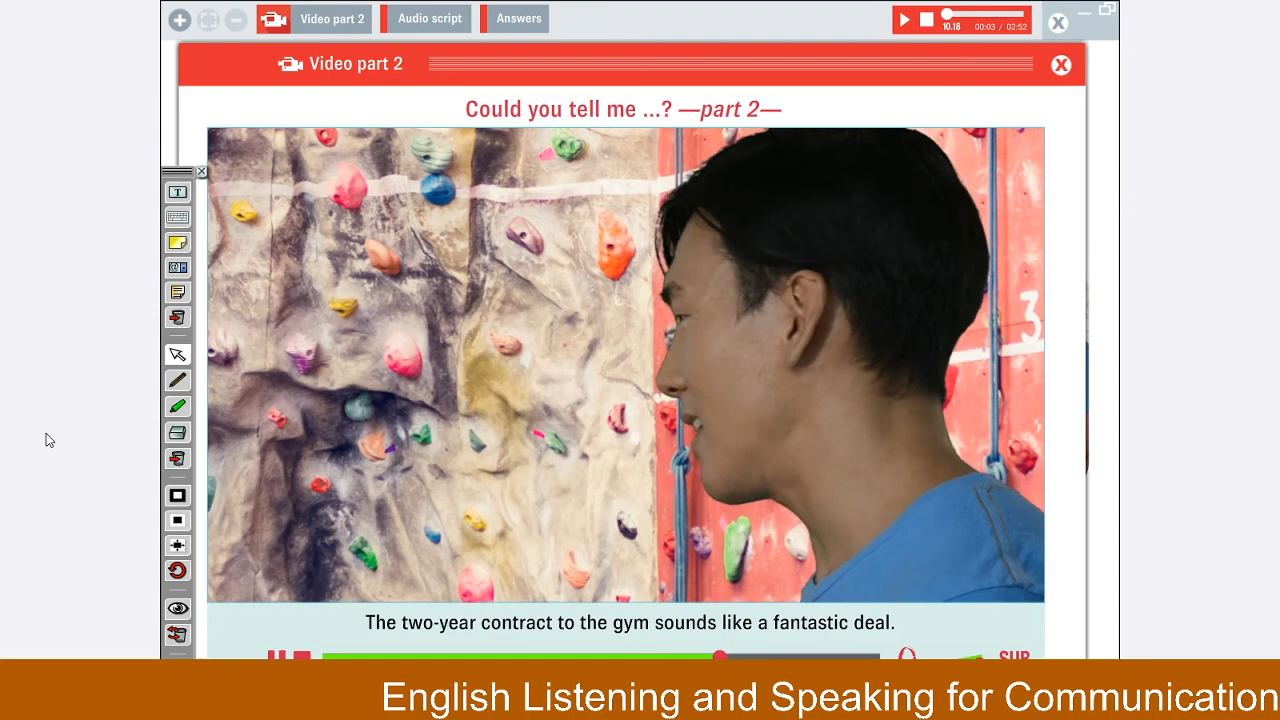 Video part 2
Audio script
Answers
10.18 00:03 / 02:52
Video part 2
Could you tell me ...? —part 2—
T
3
The two-year contract to the gym sounds like a fantastic deal.
SUB
English Listening and Speaking for Communication